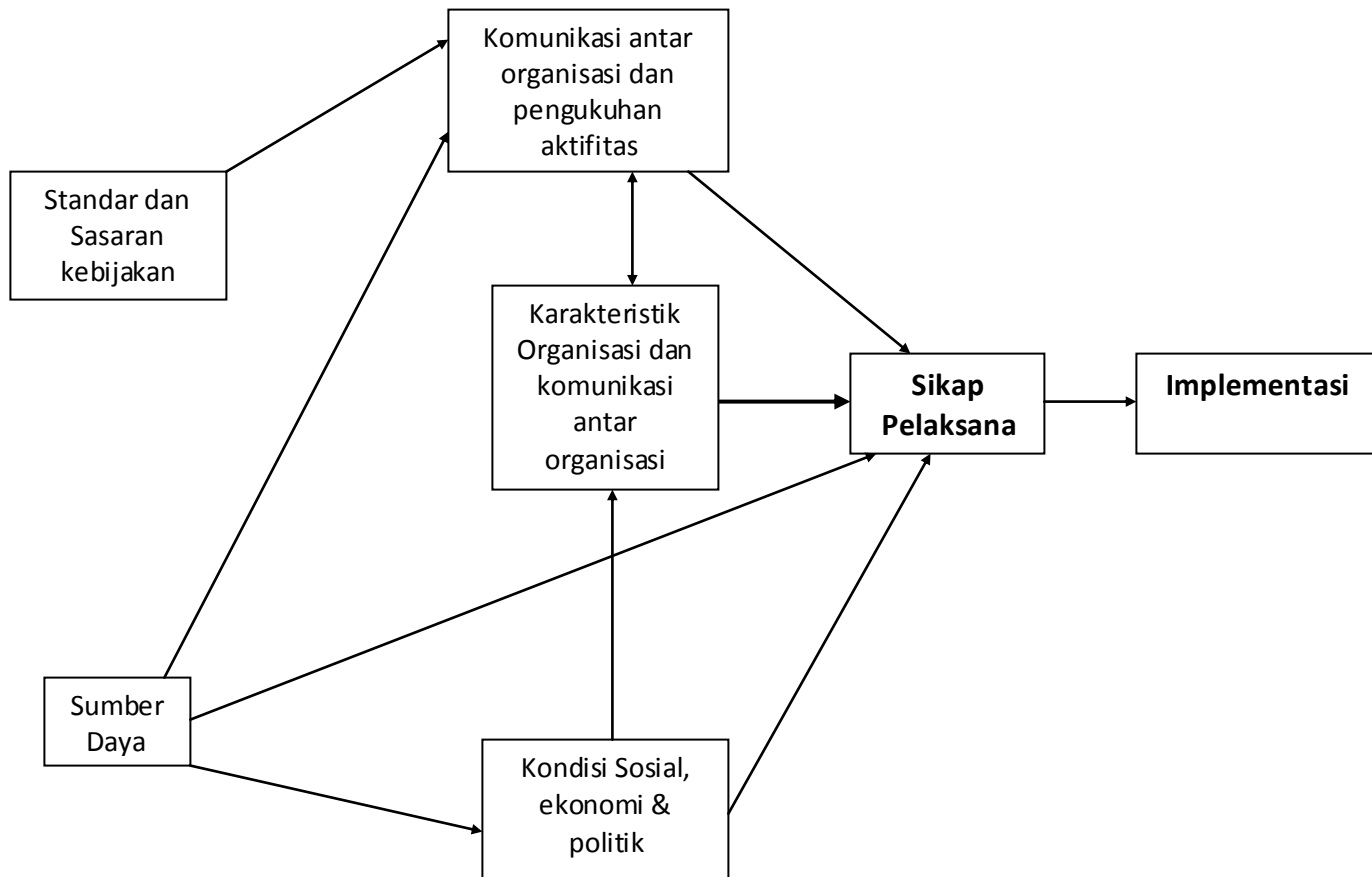 Komunikasi antar
organisasi dan
pengukuhan
aktifitas
Standar dan
Sasaran
kebijakan
Karakteristik
Organisasi dan
komunikasi
antar
organisasi
Sikap
Pelaksana
Implementasi
Sumber
Daya
Kondisi Sosial,
ekonomi &
politik